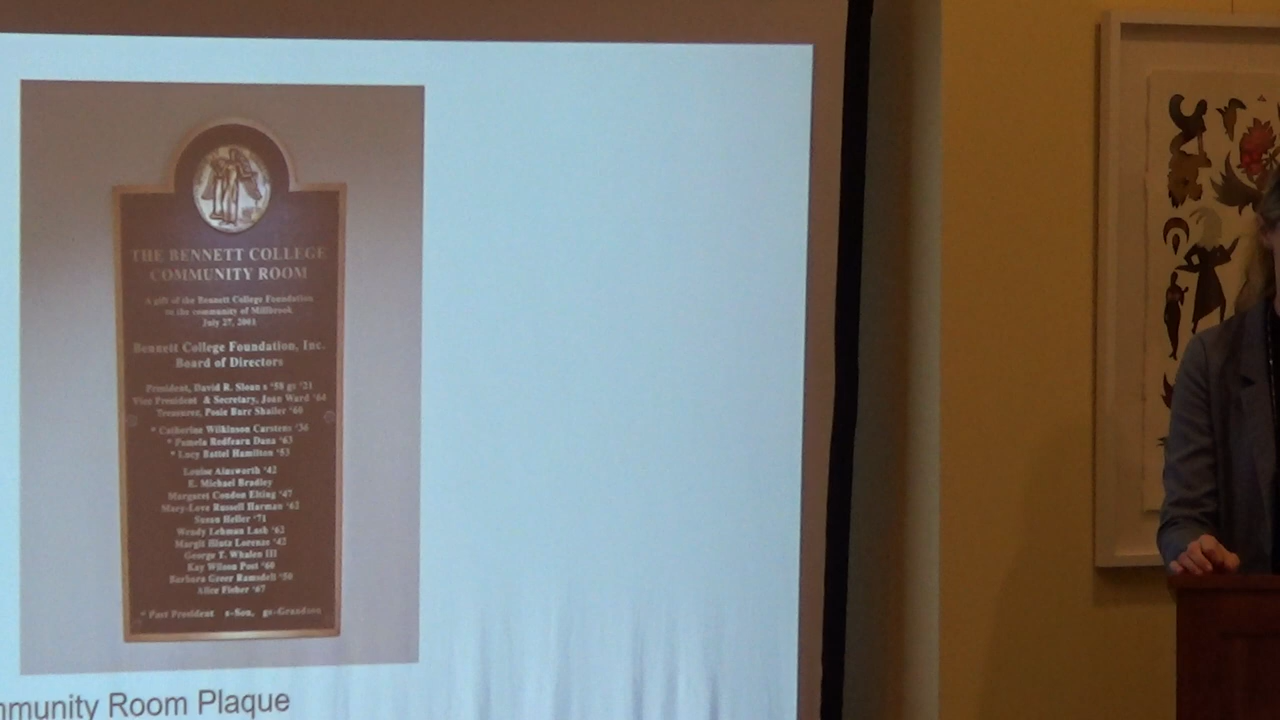 THE BENNETT COLLEGE
COMMUNITY ROOM
A gift of the Bennett College Foundation
to the community of Millbrook
July 27, 2001
Bennett College Foundation, Inc.
Board of Directors
President, David R. Sloan s '58 gs '21
Vice President & Secretary, Joan Ward '64
Treasurer, Posie Barr Shailer '60
* Catherine Wilkinson Carstens '36
* Pamela Redfearn Dana '63
* Lucy Battel Hamilton '53
Louise Ainsworth '42
E. Michael Bradley
Margaret Condon Elting '47
Mary-Love Russell Harman '62
Susan Heller '71
Wendy Lehman Lash '62
Margit Lorenze '42
George T. Whalen III
Kay Wilson Post '60
Barbara Greer Ramsdell '50
Alice Fisher '67
* Past President s-Son, gs-Grandson
mmunity Room Plaque